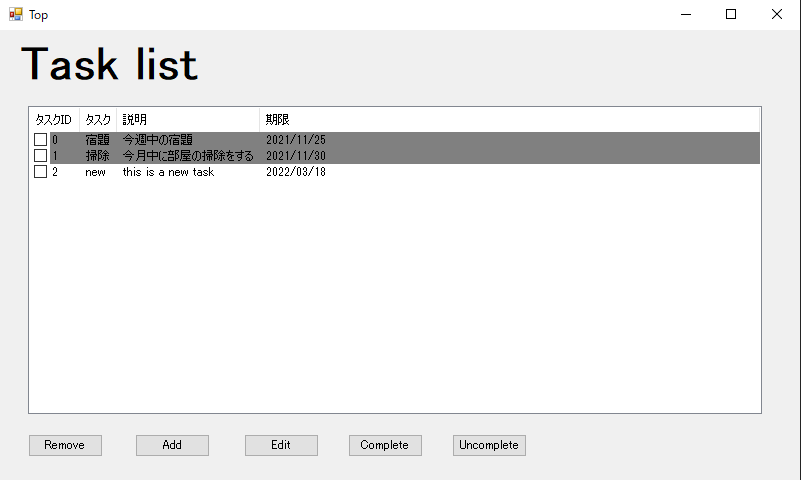 Top
Task list
タスクID タスク 説明 期限
0 宿題 今週中の宿題 2021/11/25
1 掃除 今月中に部屋の掃除をする 2021/11/30
2 new this is a new task 2022/03/18
Remove Add Edit Complete Uncomplete